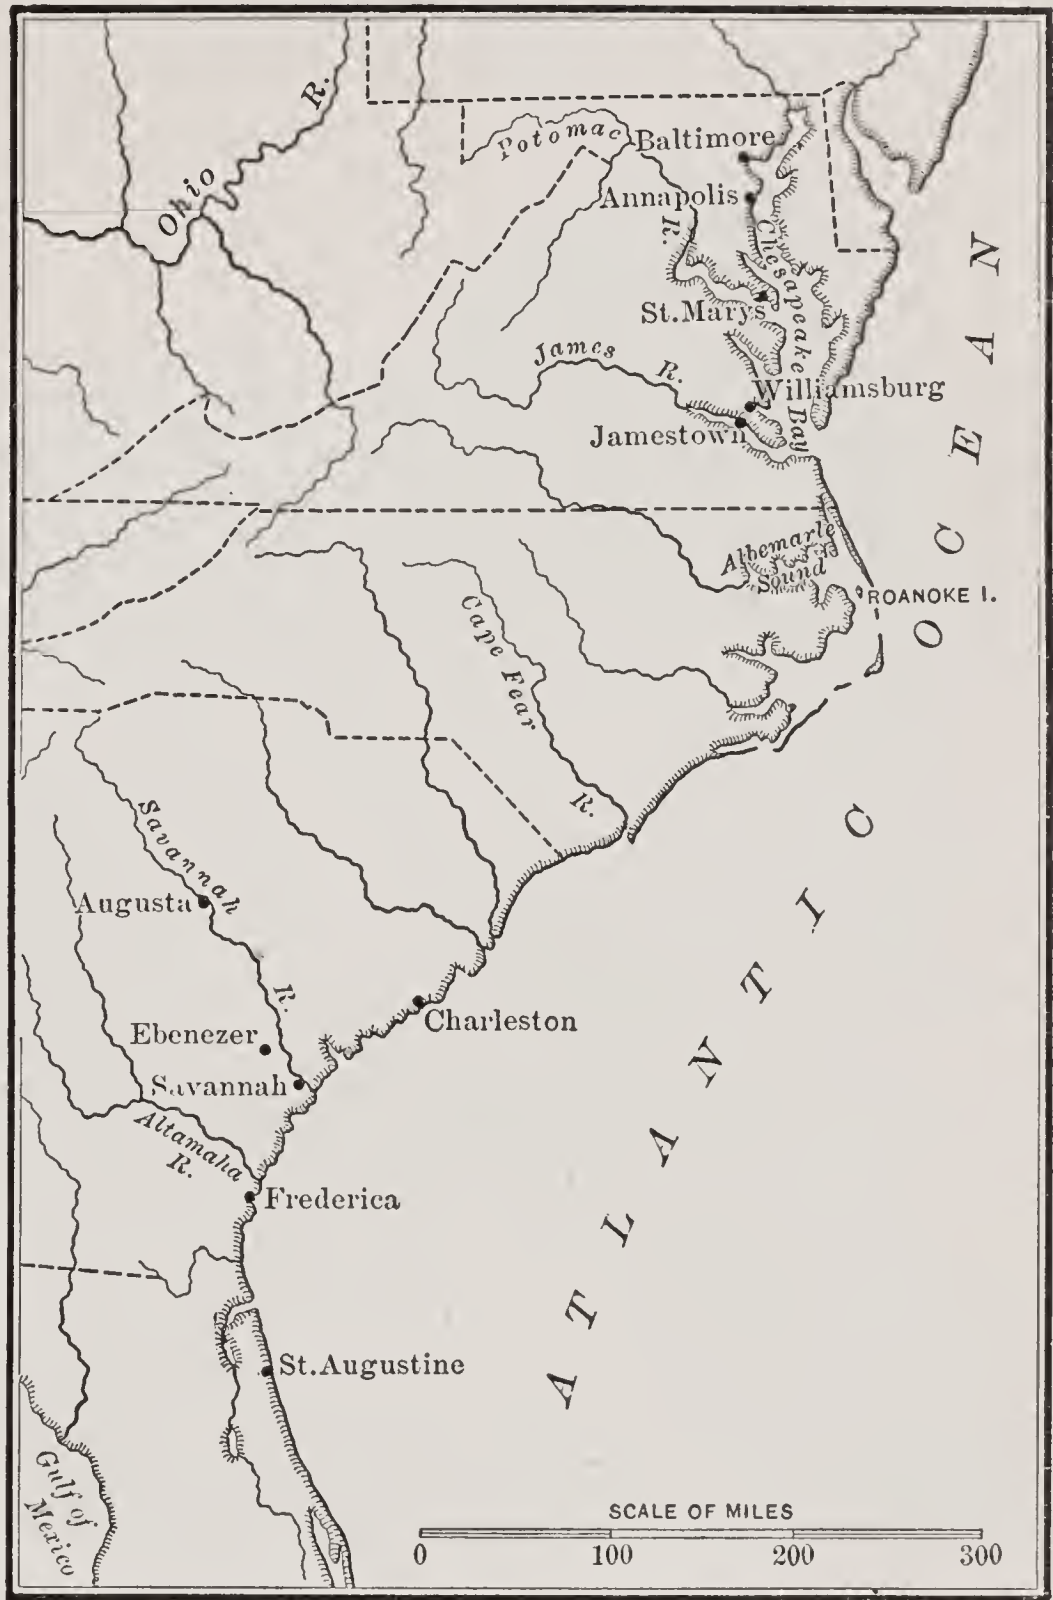 Ohio R.
Potomac R.
Baltimore
Annapolis
Chesapeake Bay
St. Marys
James R.
Williamsburg
Jamestown
Albemarle
Sound
ROANOKE I.
Cape Fear R.
Savannah R.
Augusta
Charleston
Ebenezer
Savannah
Altamaha
R.
Frederica
St. Augustine
ATLANTIC OCEAN
Gulf of
Mexico
SCALE OF MILES
0 100 200 300